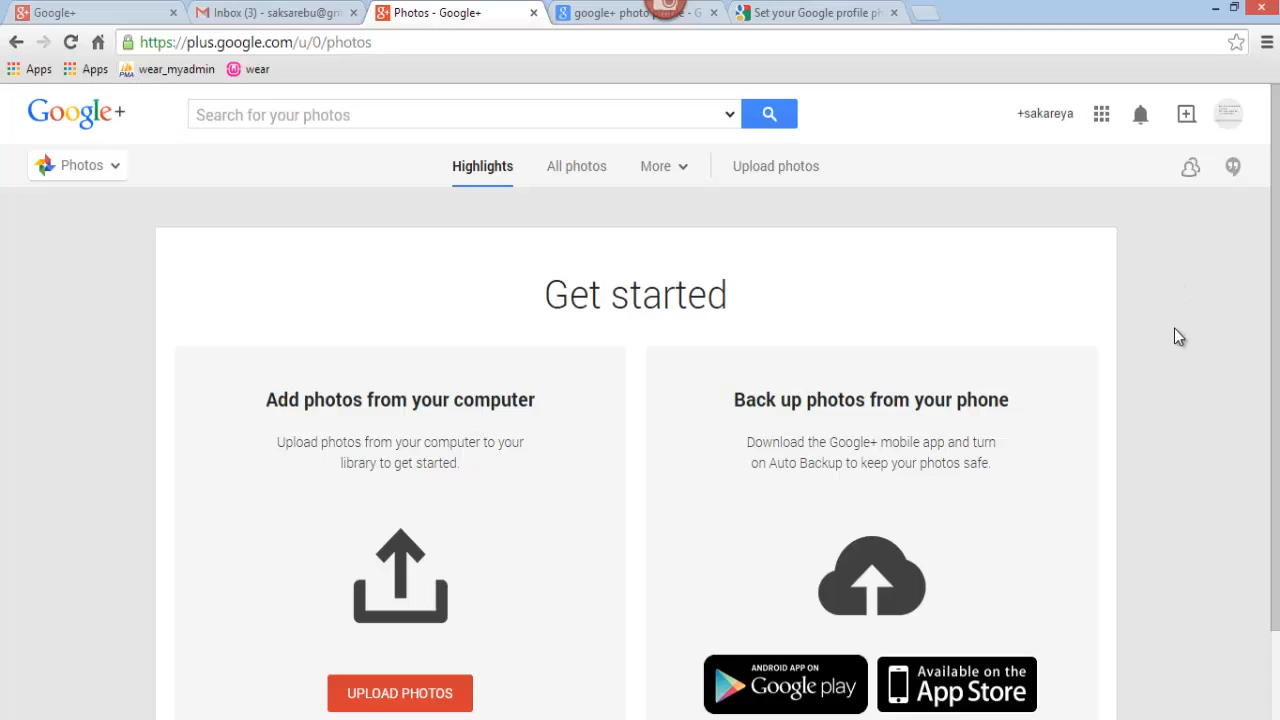 Google+
Inbox (3) - saksarebu@gm
Photos - Google+
google+ photo - G
Set your Google profile ph
https://plus.google.com/u/0/photos
Apps
Apps
wear_myadmin
wear
Google+
Search for your photos
+sakareya
Photos
Highlights
All photos
More
Upload photos
Get started
Add photos from your computer
Upload photos from your computer to your
library to get started.
UPLOAD PHOTOS
Back up photos from your phone
Download the Google+ mobile app and turn
on Auto Backup to keep your photos safe.
ANDROID APP ON
Google play
Available on the
App Store